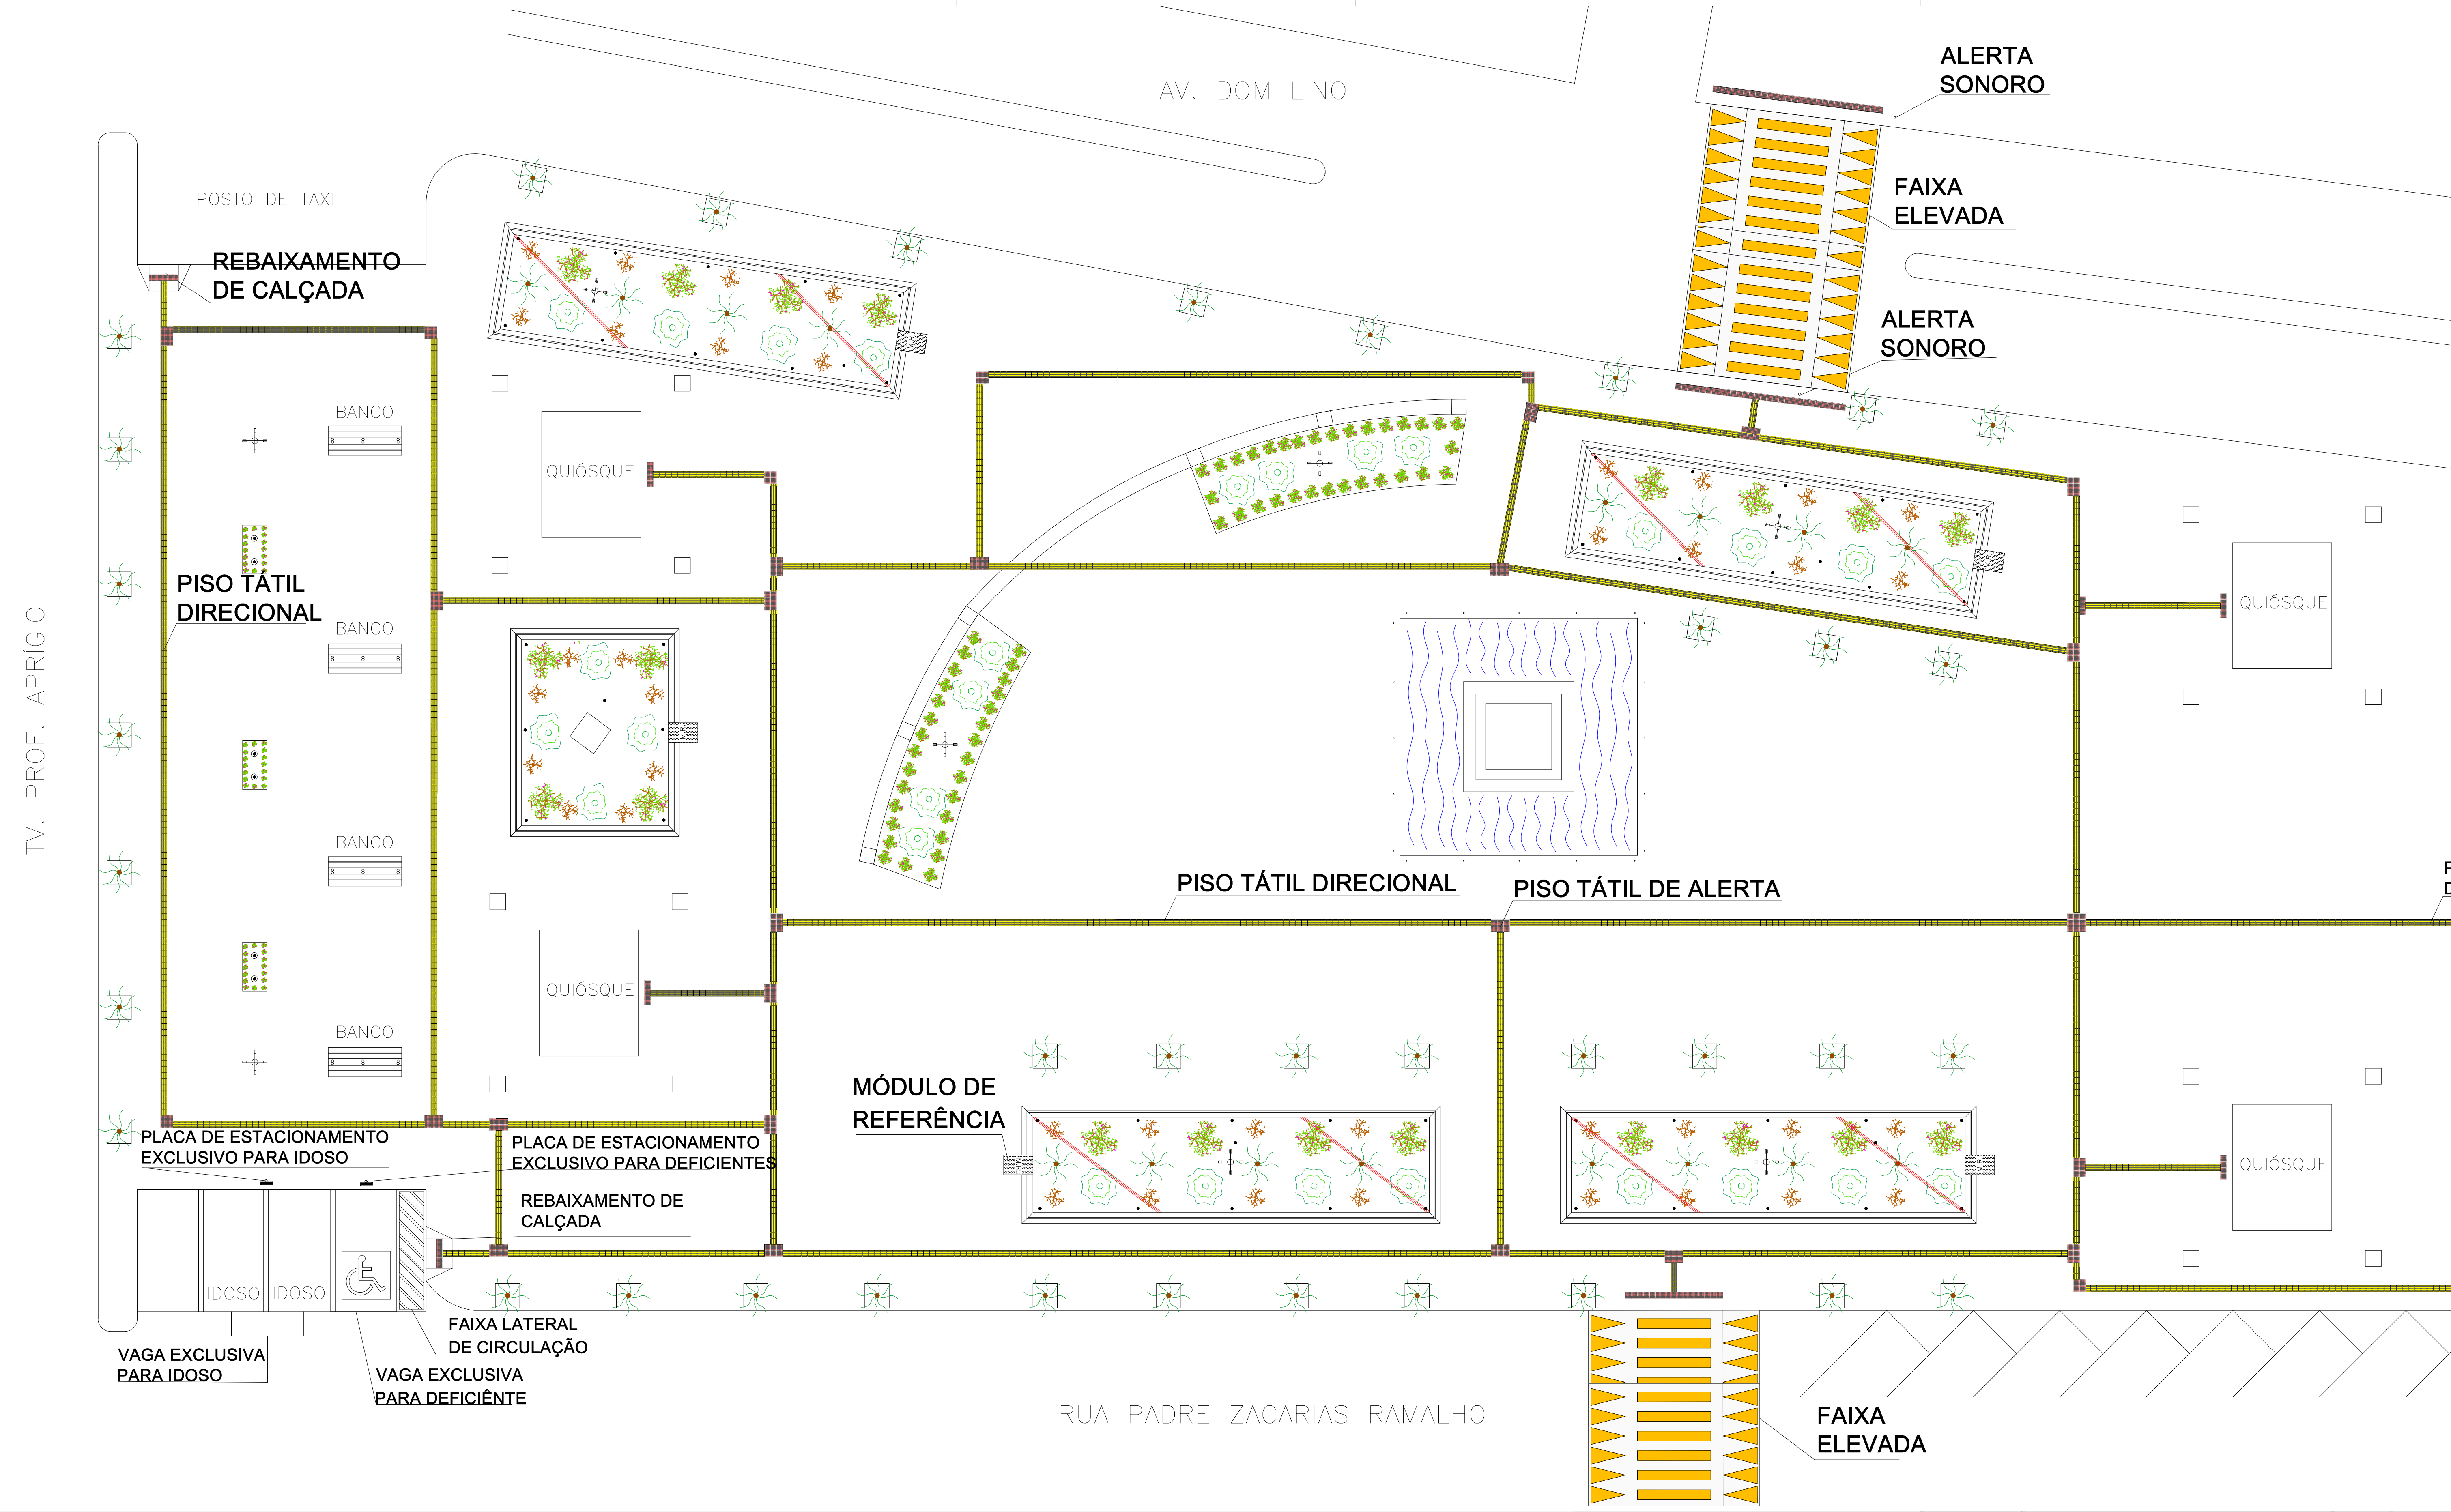 ALERTA
SONORO
AV. DOM LINO
FAIXA
ELEVADA
POSTO DE TAXI
REBAIXAMENTO
DE CALÇADA
ALERTA
SONORO
M.R.
BANCO
QUIÓSQUE
M.R.
PISO TÁTIL
DIRECIONAL
QUIÓSQUE
TV. PROF. APRÍGIO
BANCO
M.R.
BANCO
PISO TÁTIL DIRECIONAL
PISO TÁTIL DE ALERTA
QUIÓSQUE
BANCO
MÓDULO DE
REFERÊNCIA
M.R.
M.R.
QUIÓSQUE
PLACA DE ESTACIONAMENTO
EXCLUSIVO PARA IDOSO
PLACA DE ESTACIONAMENTO
EXCLUSIVO PARA DEFICIENTES
REBAIXAMENTO DE
CALÇADA
IDOSO
IDOSO
FAIXA LATERAL
DE CIRCULAÇÃO
VAGA EXCLUSIVA
PARA IDOSO
VAGA EXCLUSIVA
PARA DEFICIÊNTE
RUA PADRE ZACARIAS RAMALHO
FAIXA
ELEVADA